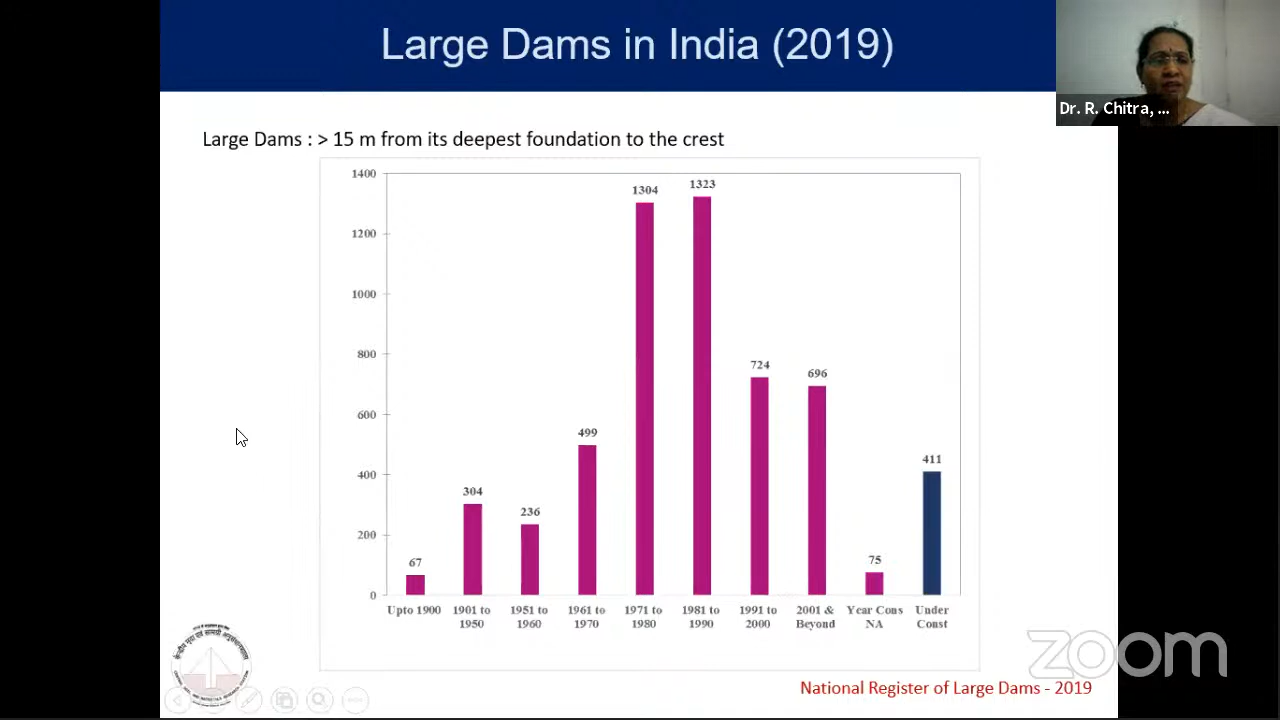 Large Dams in India (2019)
Dr. R. Chitra, ...
Large Dams : > 15 m from its deepest foundation to the crest
1400
1200
1000
800
600
400
200
0
67
304
236
499
1304
1323
724
696
75
411
Upto 1900
1901 to 1950
1951 to 1960
1961 to 1970
1971 to 1980
1981 to 1990
1991 to 2000
2001 & Beyond
Year Cons NA
Under Const
zoom
National Register of Large Dams - 2019